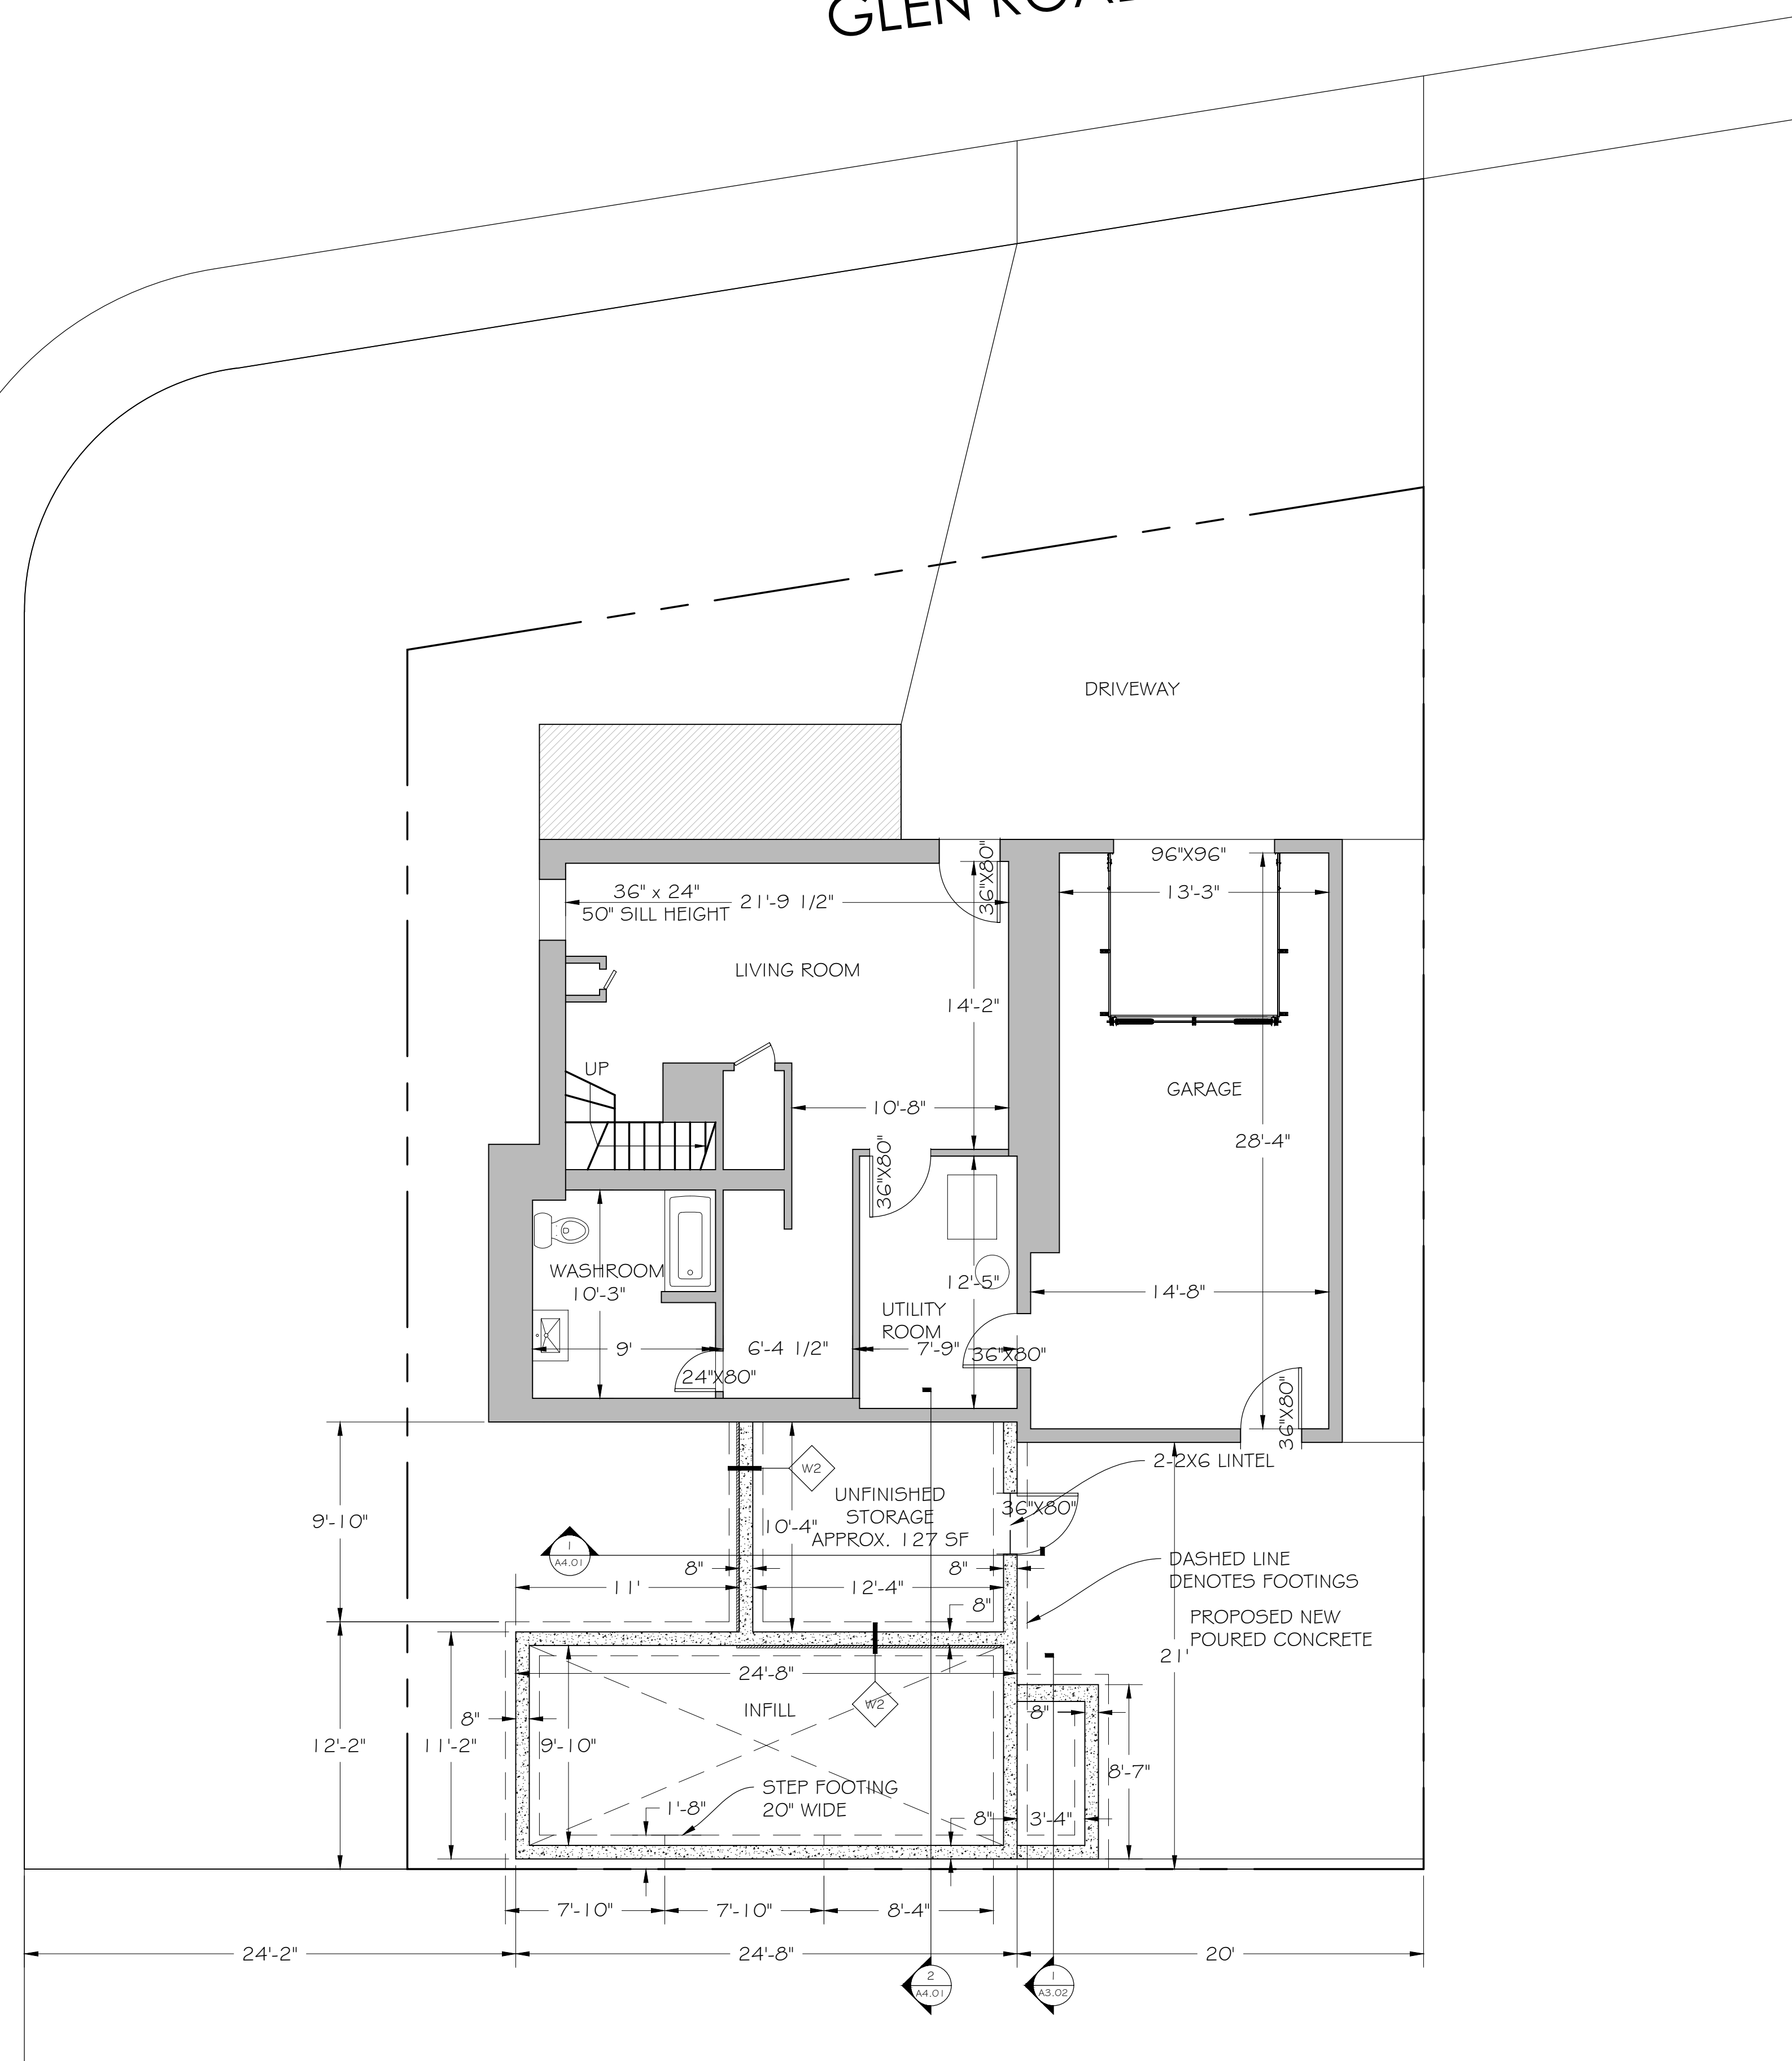 DRIVEWAY
36"X80"
96"X96"
36" x 24"
13'-3"
21'-9 1/2"
50" SILL HEIGHT
LIVING ROOM
14'-2"
UP
GARAGE
10'-8"
28'-4"
36"X80"
WASHROOM
10'-3"
12'-5"
14'-8"
UTILITY
ROOM
9'
6'-4 1/2"
7'-9"
36"X80"
24"X80"
36"X80"
2-2X6 LINTEL
W2
UNFINISHED
STORAGE
APPROX. 127 SF
36"X80"
9'-10"
10'-4"
1
A4.01
DASHED LINE
DENOTES FOOTINGS
8"
8"
11'
12'-4"
8"
PROPOSED NEW
POURED CONCRETE
21'
24'-8"
W2
INFILL
8"
8"
12'-2"
11'-2"
9'-10"
8'-7"
STEP FOOTING
20" WIDE
1'-8"
8"
3'-4"
7'-10"
7'-10"
8'-4"
24'-2"
24'-8"
20'
2
A4.01
1
A3.02